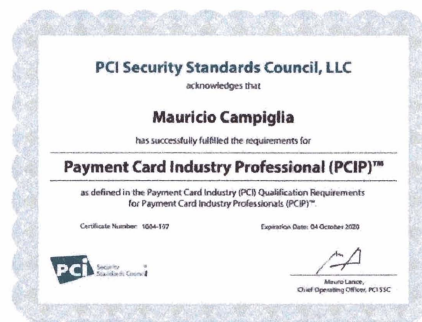 PCI Security Standards Council, LLC
acknowledges that
Mauricio Campiglia
has successfully fulfilled the requirements for
Payment Card Industry Professional (PCIP)™
as defined in the Payment Card Industry (PCI) Qualification Requirements
for Payment Card Industry Professionals (PCIP)™.
Certificate Number: 1004-107
Expiration Date: 04 October 2020
PCI Security
Standards Council
Mauro Lance,
Chief Operating Officer, PCI SSC